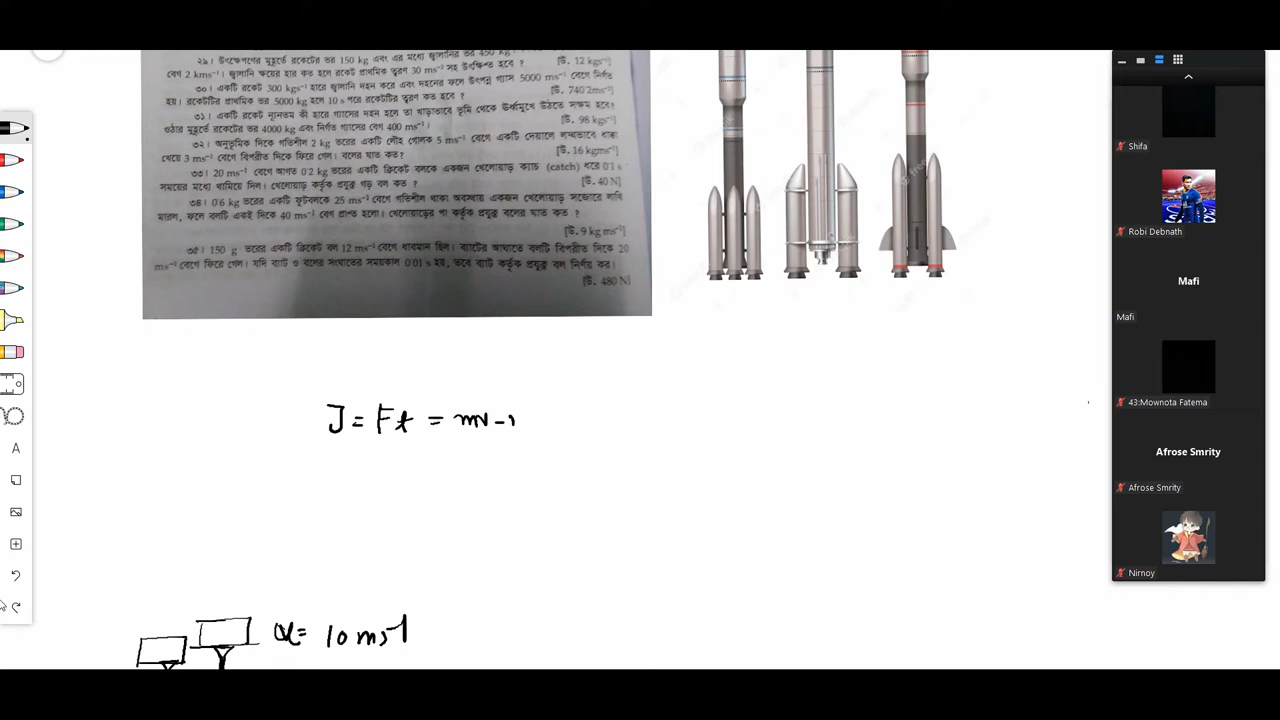 ২৯। উৎক্ষেপণের মুহূর্তে রকেটের ভর 150 kg এবং এর মধ্যে জ্বালানির ভর 450 kg
বেগ 2 kms⁻¹। জ্বালানি ক্ষয়ের হার কত হলে রকেট প্রাথমিক ত্বরণ 30 ms⁻² সহ উৎক্ষিপ্ত হবে ?
[উ. 12 kgs⁻¹]
৩০। একটি রকেট 300 kgs⁻¹ হারে জ্বালানি দহন করে এবং দহনের ফলে উৎপন্ন গ্যাস 5000 ms⁻¹ বেগে নির্গত
হয়। রকেটটির প্রাথমিক ভর 5000 kg হলে 10 s পরে রকেটটির ত্বরণ কত হবে ?
[উ. 740.2ms⁻²]
৩১। একটি রকেট ন্যূনতম কী হারে গ্যাসের দহন হলে তা খাড়াভাবে ভূমি থেকে ঊর্ধ্বমুখে উঠতে সক্ষম হবে?
ওঠার মুহূর্তে রকেটের ভর 4000 kg এবং নির্গত গ্যাসের বেগ 400 ms⁻¹।
[উ. 98 kgs⁻¹]
৩২। অনুভূমিক দিকে গতিশীল 2 kg ভরের একটি লৌহ গোলক 5 ms⁻¹ বেগে একটি দেয়ালে লম্বভাবে ধাক্কা
খেয়ে 3 ms⁻¹ বেগে বিপরীত দিকে ফিরে গেল। বলের ঘাত কত?
[উ. 16 kgms⁻¹]
৩৩। 20 ms⁻¹ বেগে আগত 0.2 kg ভরের একটি ক্রিকেট বলকে একজন খেলোয়াড় ক্যাচ (catch) ধরে 0.1 s
সময়ের মধ্যে থামিয়ে দিল। খেলোয়াড় কর্তৃক প্রযুক্ত গড় বল কত ?
[উ. 40 N]
৩৪। 0.6 kg ভরের একটি ফুটবলকে 25 ms⁻¹ বেগে গতিশীল থাকা অবস্থায় একজন খেলোয়াড় সজোরে লাথি
মারল, ফলে বলটি একই দিকে 40 ms⁻¹ বেগ প্রাপ্ত হলো। খেলোয়াড়ের পা কর্তৃক প্রযুক্ত বলের ঘাত কত ?
[উ. 9 kg ms⁻¹]
৩৫। 150 g ভরের একটি ক্রিকেট বল 12 ms⁻¹ বেগে ধাবমান ছিল। ব্যাটের আঘাতে বলটি বিপরীত দিকে 20
ms⁻¹ বেগে ফিরে গেল। যদি ব্যাট ও বলের সংঘাতের সময়কাল 0.01 s হয়, তবে ব্যাট কর্তৃক প্রযুক্ত বল নির্ণয় কর।
[উ. 480 N]
J = Ft = mv -
= 10 ms⁻¹
Shifa
Robi Debnath
Mafi
Mafi
43:Mownota Fatema
Afrose Smrity
Afrose Smrity
Nirnoy